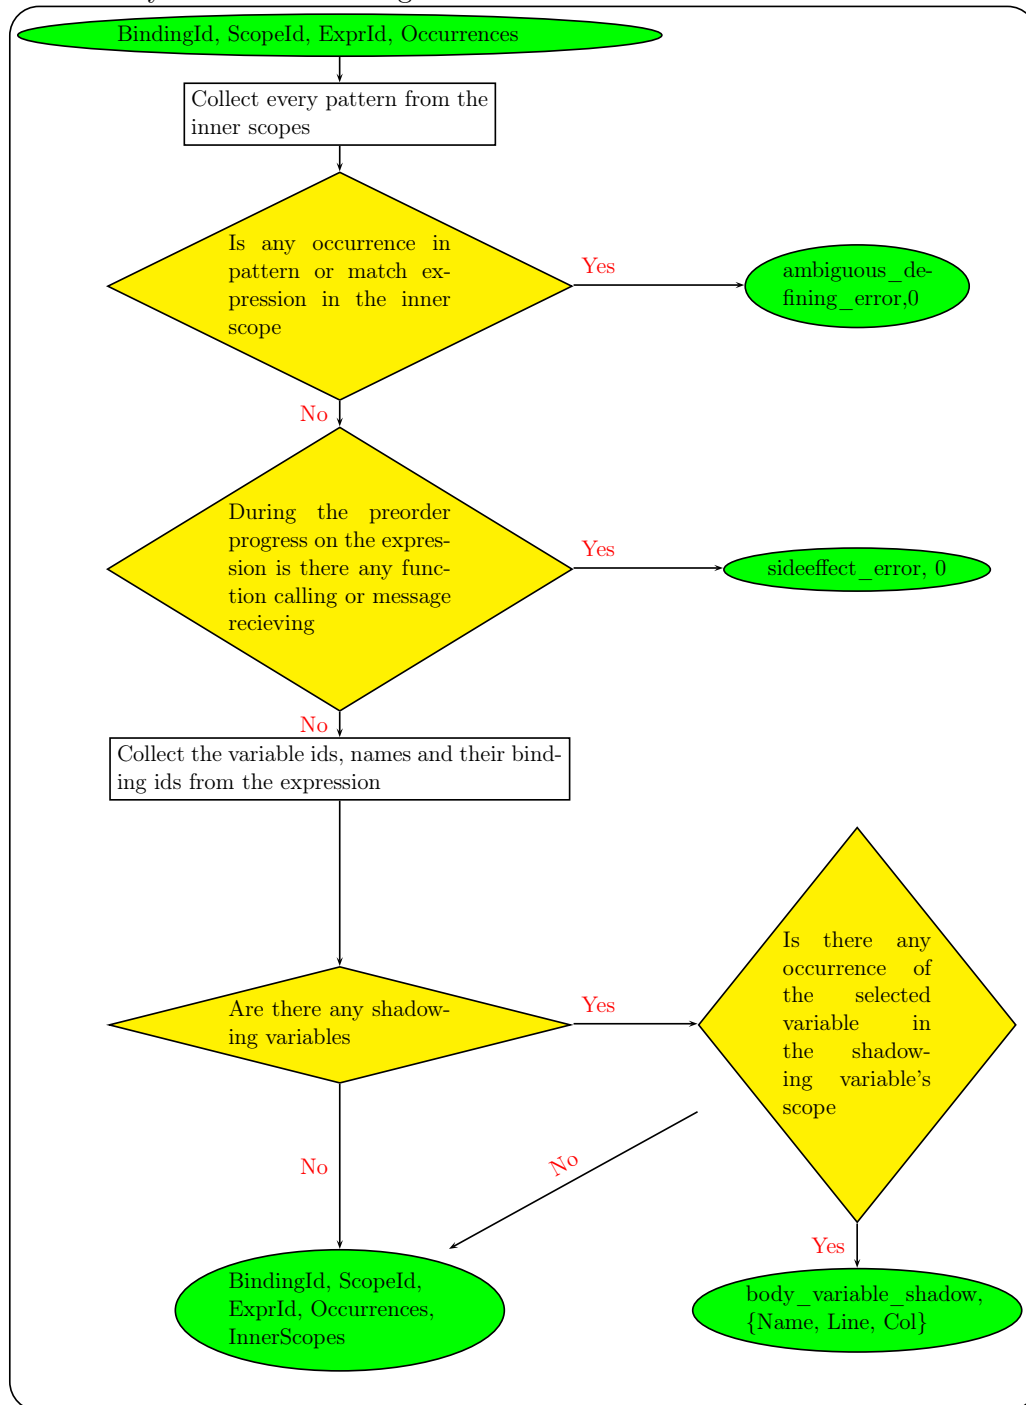 BindingId, ScopeId, ExprId, Occurrences
Collect every pattern from the
inner scopes
Is any occurrence in
pattern or match ex-
pression in the inner
scope
Yes
ambiguous_de-
fining_error,0
No
During the preorder
progress on the expres-
sion is there any func-
tion calling or message
recieving
Yes
sideeffect_error, 0
No
Collect the variable ids, names and their bind-
ing ids from the expression
Are there any shadow-
ing variables
Yes
Is there any
occurrence of
the selected
variable in
the shadow-
ing variable's
scope
No
No
Yes
BindingId, ScopeId,
ExprId, Occurrences,
InnerScopes
body_variable_shadow,
{Name, Line, Col}